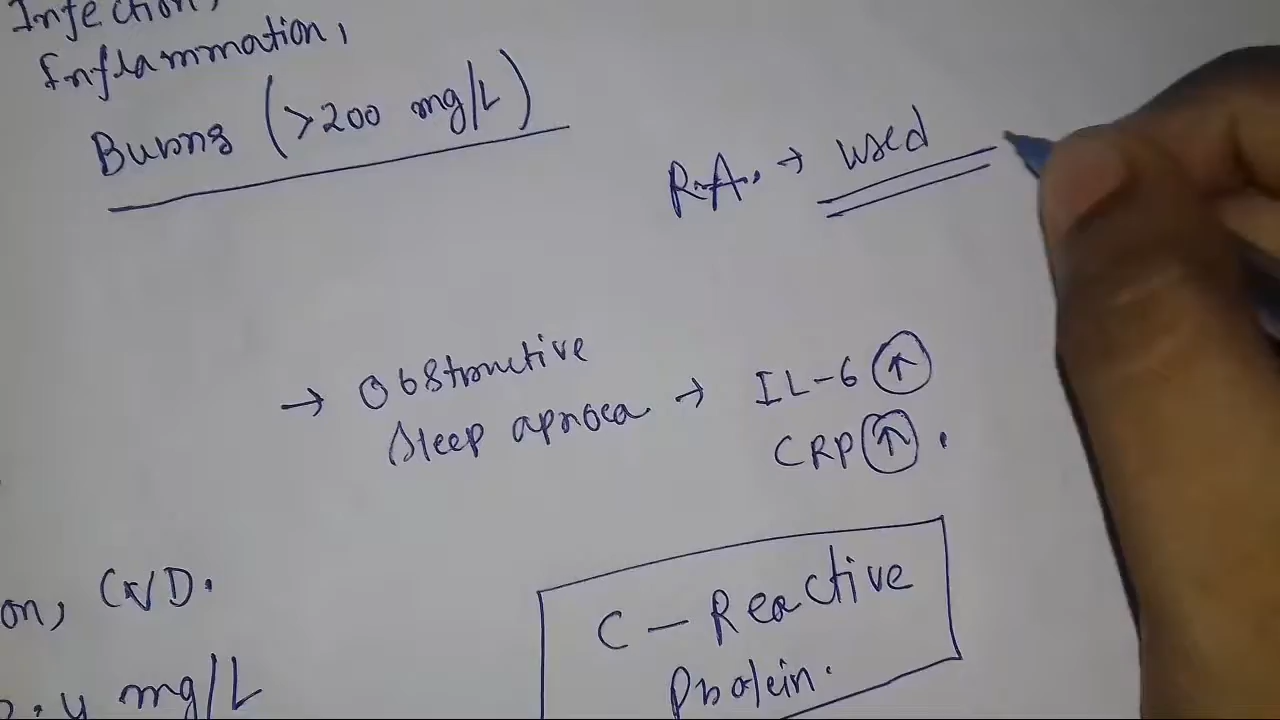 Infection,
Inflammation,
Burns (>200 mg/L)
R.A. → used
→ Obstructive
sleep apnoea → IL-6 ↑
CRP ↑.
on, CVD.
mg/L
C-Reactive
Protein.